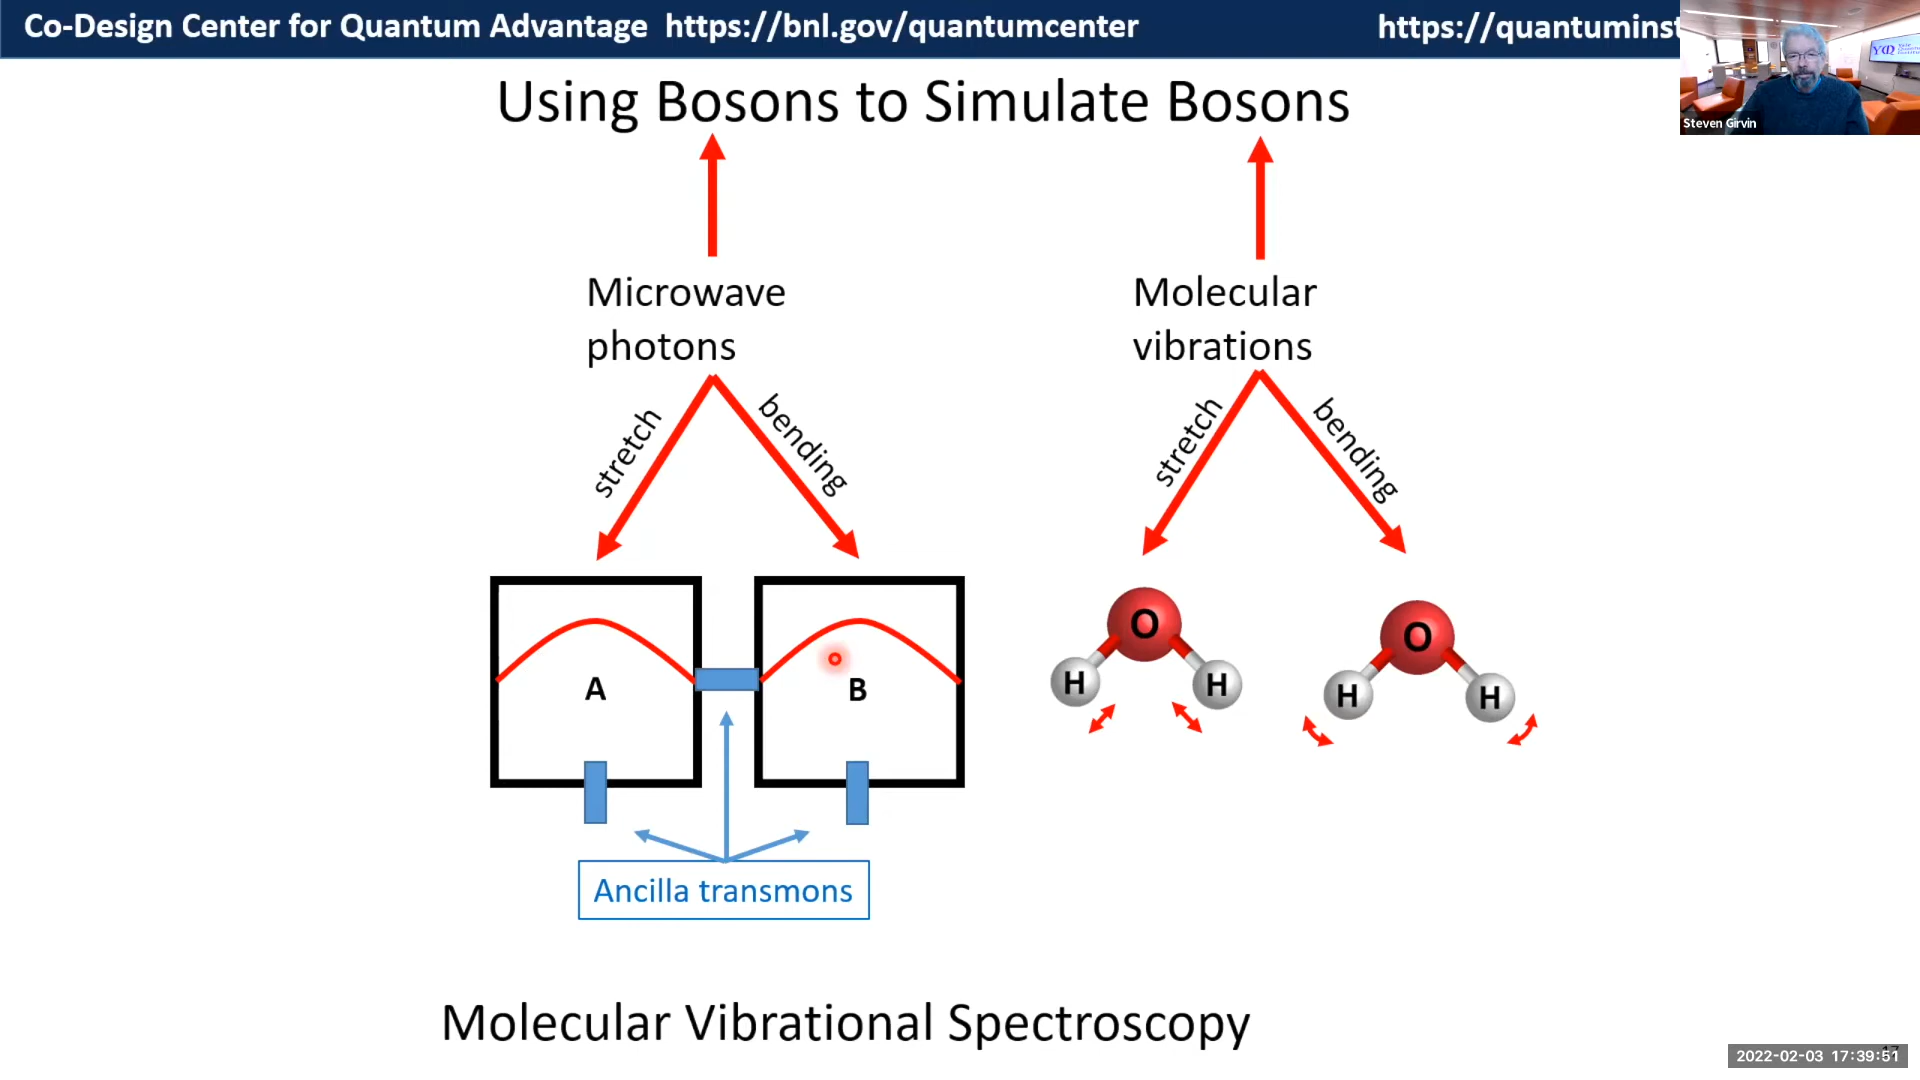 Co-Design Center for Quantum Advantage https://bnl.gov/quantumcenter
https://quantuminst
Steven Girvin
Using Bosons to Simulate Bosons
Microwave
photons
Molecular
vibrations
stretch
bending
stretch
bending
A
B
O
H
H
O
H
H
Ancilla transmons
Molecular Vibrational Spectroscopy
2022-02-03 17:39:51